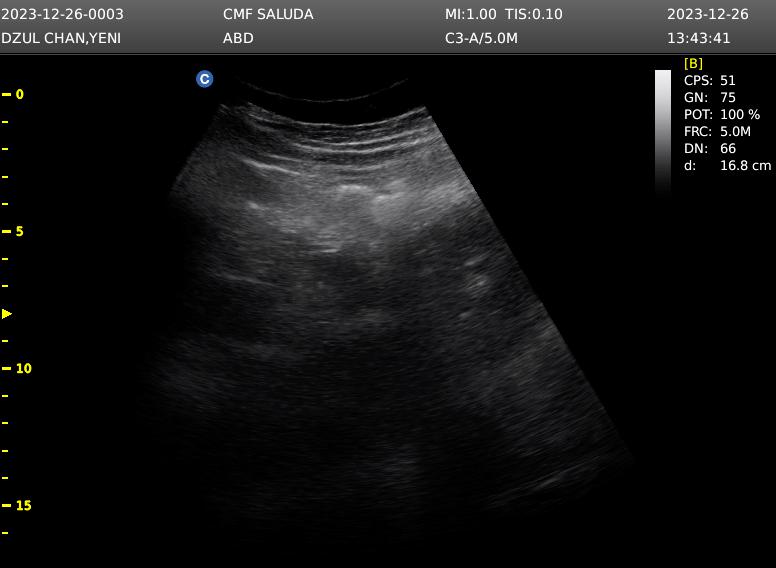 2023-12-26-0003 CMF SALUDA MI:1.00 TIS:0.10 2023-12-26
DZUL CHAN,YENI ABD C3-A/5.0M 13:43:41
C
[B]
CPS: 51
GN: 75
POT: 100 %
FRC: 5.0M
DN: 66
d: 16.8 cm
0
5
10
15